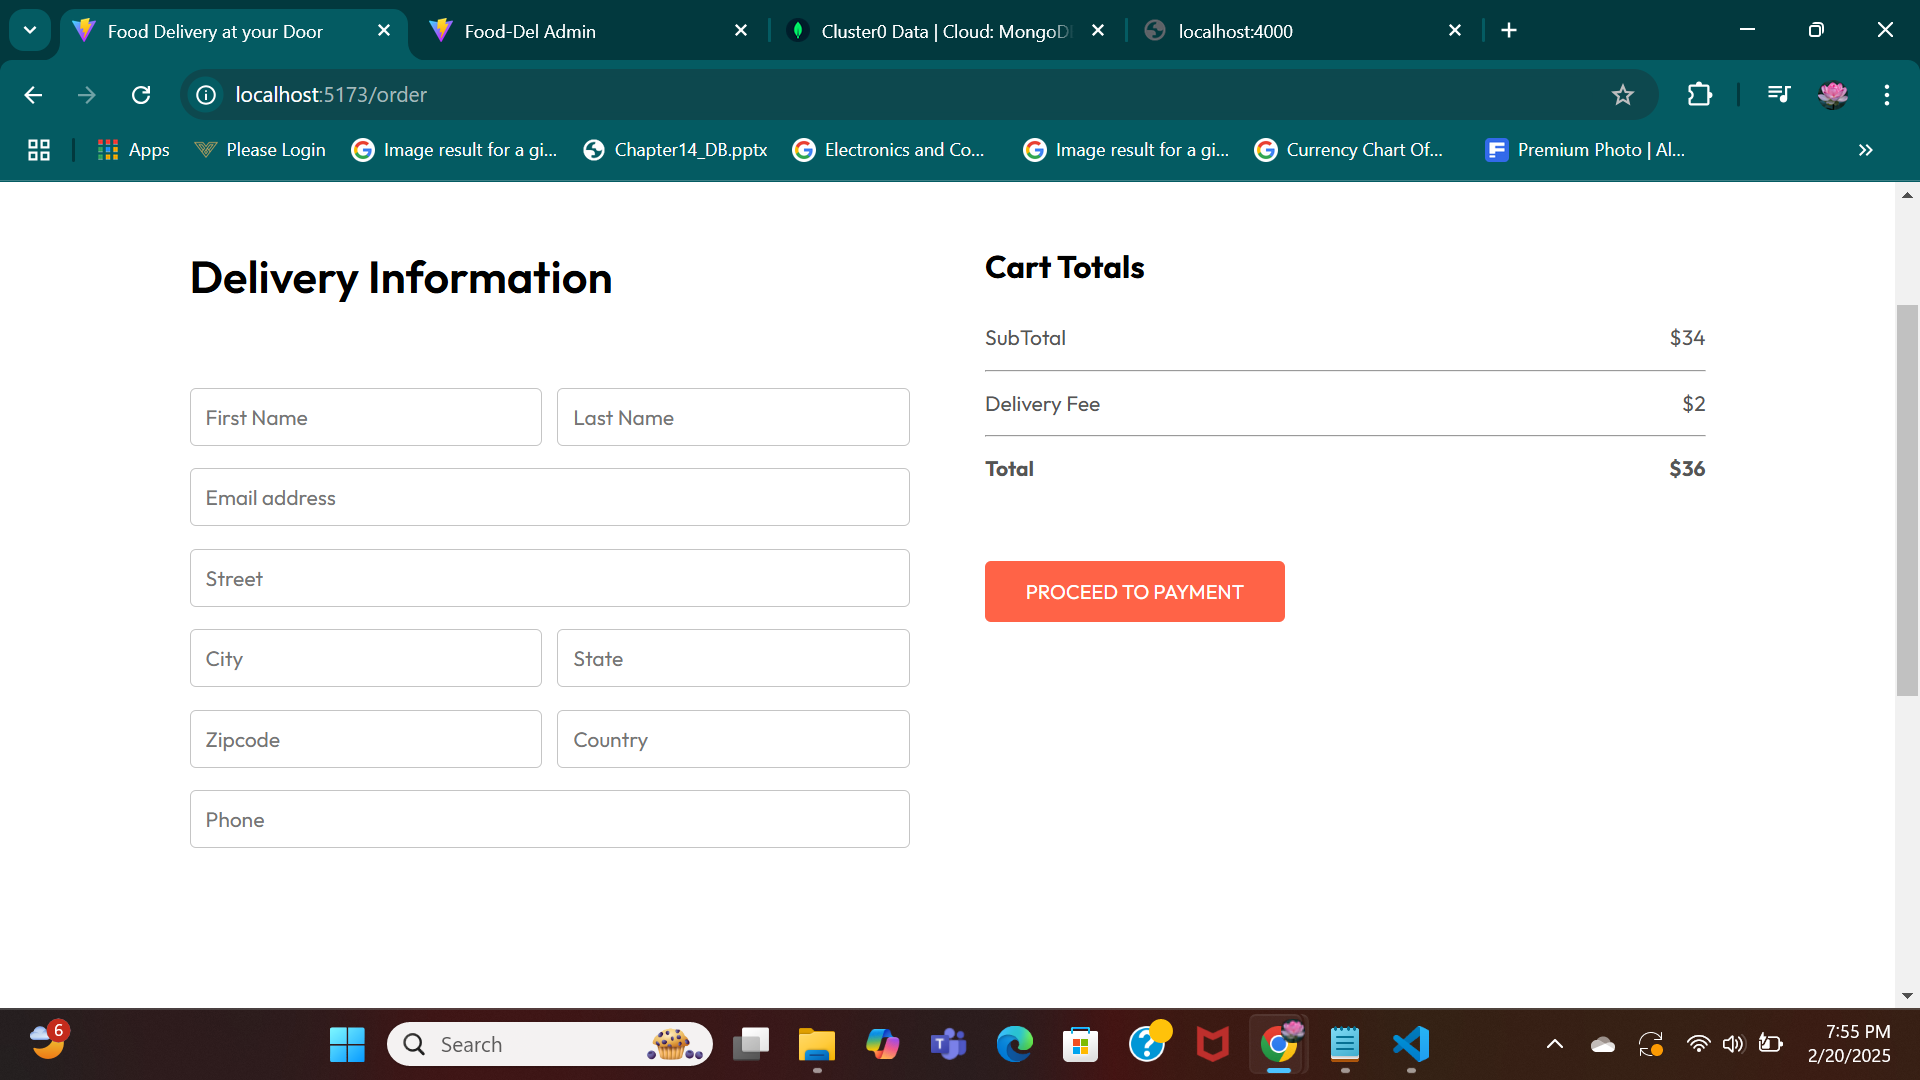 Food Delivery at your Door
Food-Del Admin
Cluster0 Data | Cloud: MongoD
localhost:4000
localhost:5173/order
Apps
Please Login
Image result for a gi...
Chapter14_DB.pptx
Electronics and Co...
Image result for a gi...
Currency Chart Of...
Premium Photo | Al...
Delivery Information
First Name
Last Name
Email address
Street
City
State
Zipcode
Country
Phone
Cart Totals
SubTotal $34
Delivery Fee $2
Total $36
PROCEED TO PAYMENT
6
Search
7:55 PM
2/20/2025